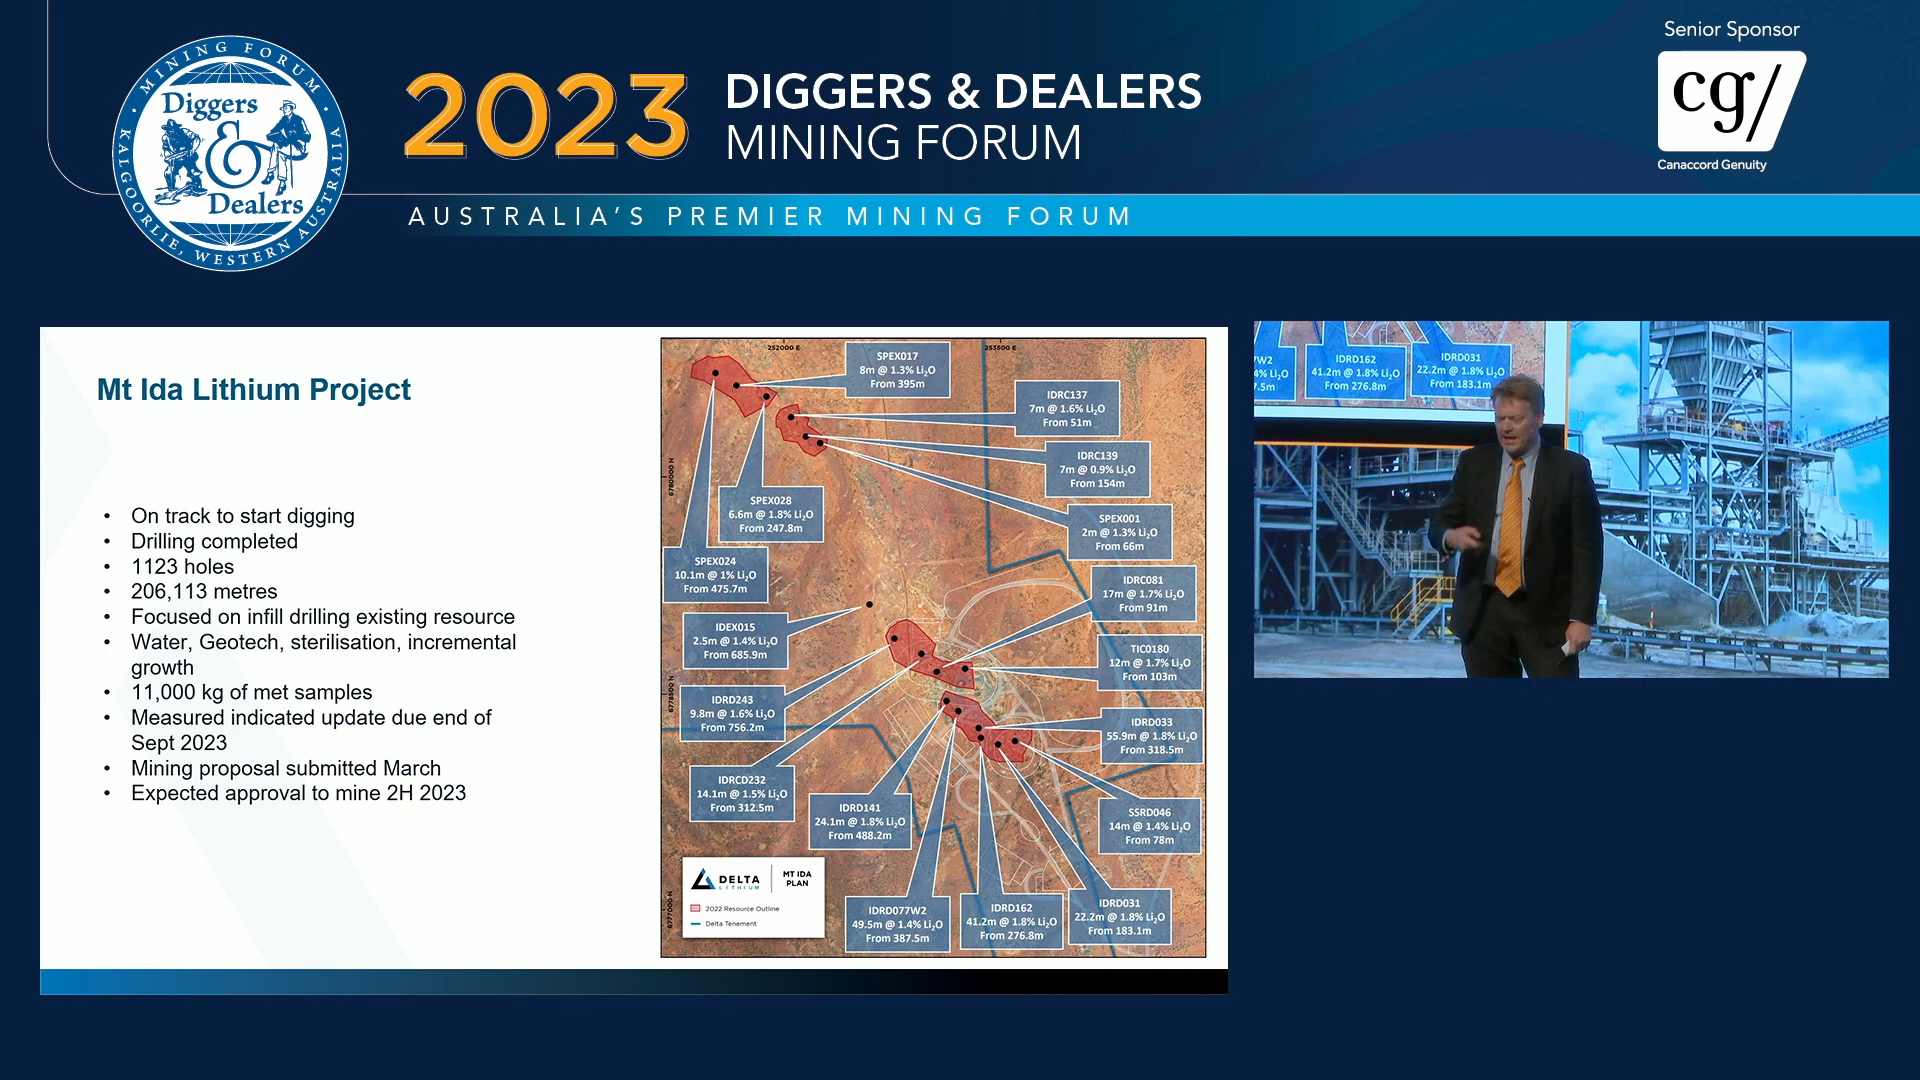 MINING FORUM
Diggers
&
Dealers
KALGOORLIE, WESTERN AUSTRALIA
2023
DIGGERS & DEALERS
MINING FORUM
AUSTRALIA'S PREMIER MINING FORUM
Senior Sponsor
cg/
Canaccord Genuity
Mt Ida Lithium Project
• On track to start digging
• Drilling completed
• 1123 holes
• 206,113 metres
• Focused on infill drilling existing resource
• Water, Geotech, sterilisation, incremental
growth
• 11,000 kg of met samples
• Measured indicated update due end of
Sept 2023
• Mining proposal submitted March
• Expected approval to mine 2H 2023
252000 E
253500 E
6780000 N
6778500 N
6777000 N
SPEX017
8m @ 1.3% Li₂O
From 395m
IDRC137
7m @ 1.6% Li₂O
From 51m
IDRC139
7m @ 0.9% Li₂O
From 154m
SPEX028
6.6m @ 1.8% Li₂O
From 247.8m
SPEX001
2m @ 1.3% Li₂O
From 66m
SPEX024
10.1m @ 1% Li₂O
From 475.7m
IDRC081
17m @ 1.7% Li₂O
From 91m
IDEX015
2.5m @ 1.4% Li₂O
From 685.9m
TIC0180
12m @ 1.7% Li₂O
From 103m
IDRD243
9.8m @ 1.6% Li₂O
From 756.2m
IDRD033
55.9m @ 1.8% Li₂O
From 318.5m
IDRCD232
14.1m @ 1.5% Li₂O
From 312.5m
IDRD141
24.1m @ 1.8% Li₂O
From 488.2m
SSRD046
14m @ 1.4% Li₂O
From 78m
IDRD077W2
49.5m @ 1.4% Li₂O
From 387.5m
IDRD162
41.2m @ 1.8% Li₂O
From 276.8m
IDRD031
22.2m @ 1.8% Li₂O
From 183.1m
DELTA
LITHIUM
MT IDA
PLAN
2022 Resource Outline
Delta Tenement
W2
% Li₂O
.5m
IDRD162
41.2m @ 1.8% Li₂O
From 276.8m
IDRD031
22.2m @ 1.8% Li₂O
From 183.1m